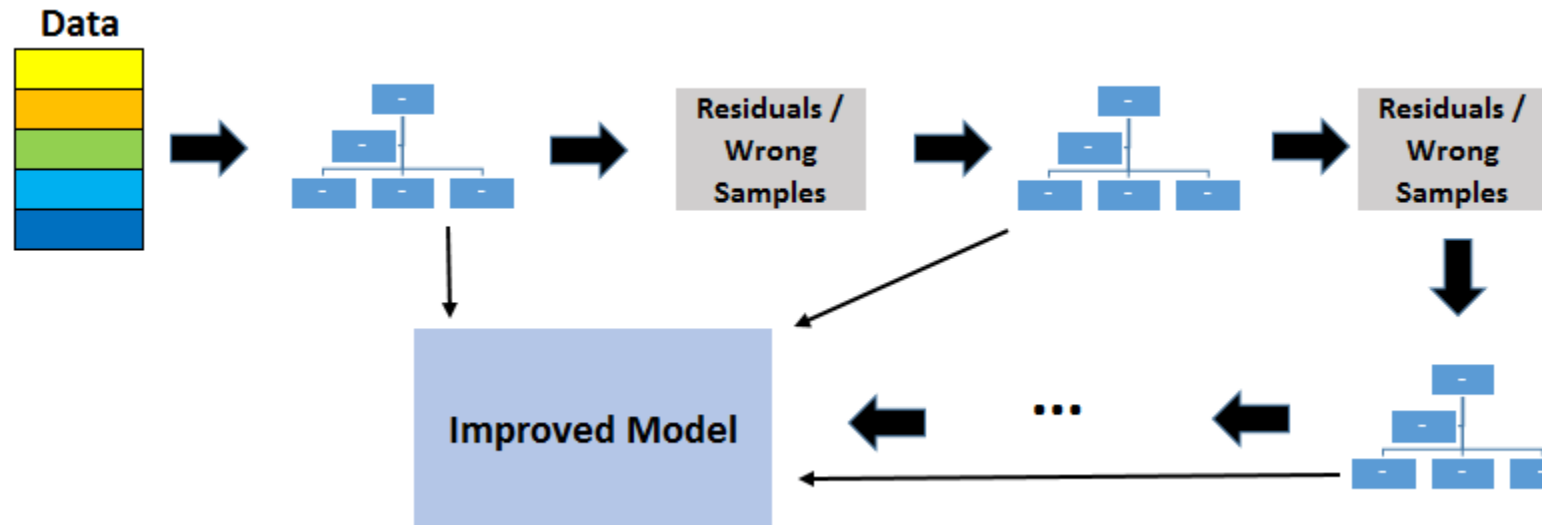 Data
-
-
- - -
Residuals /
Wrong
Samples
-
-
- - -
Residuals /
Wrong
Samples
Improved Model
...
-
-
- - -